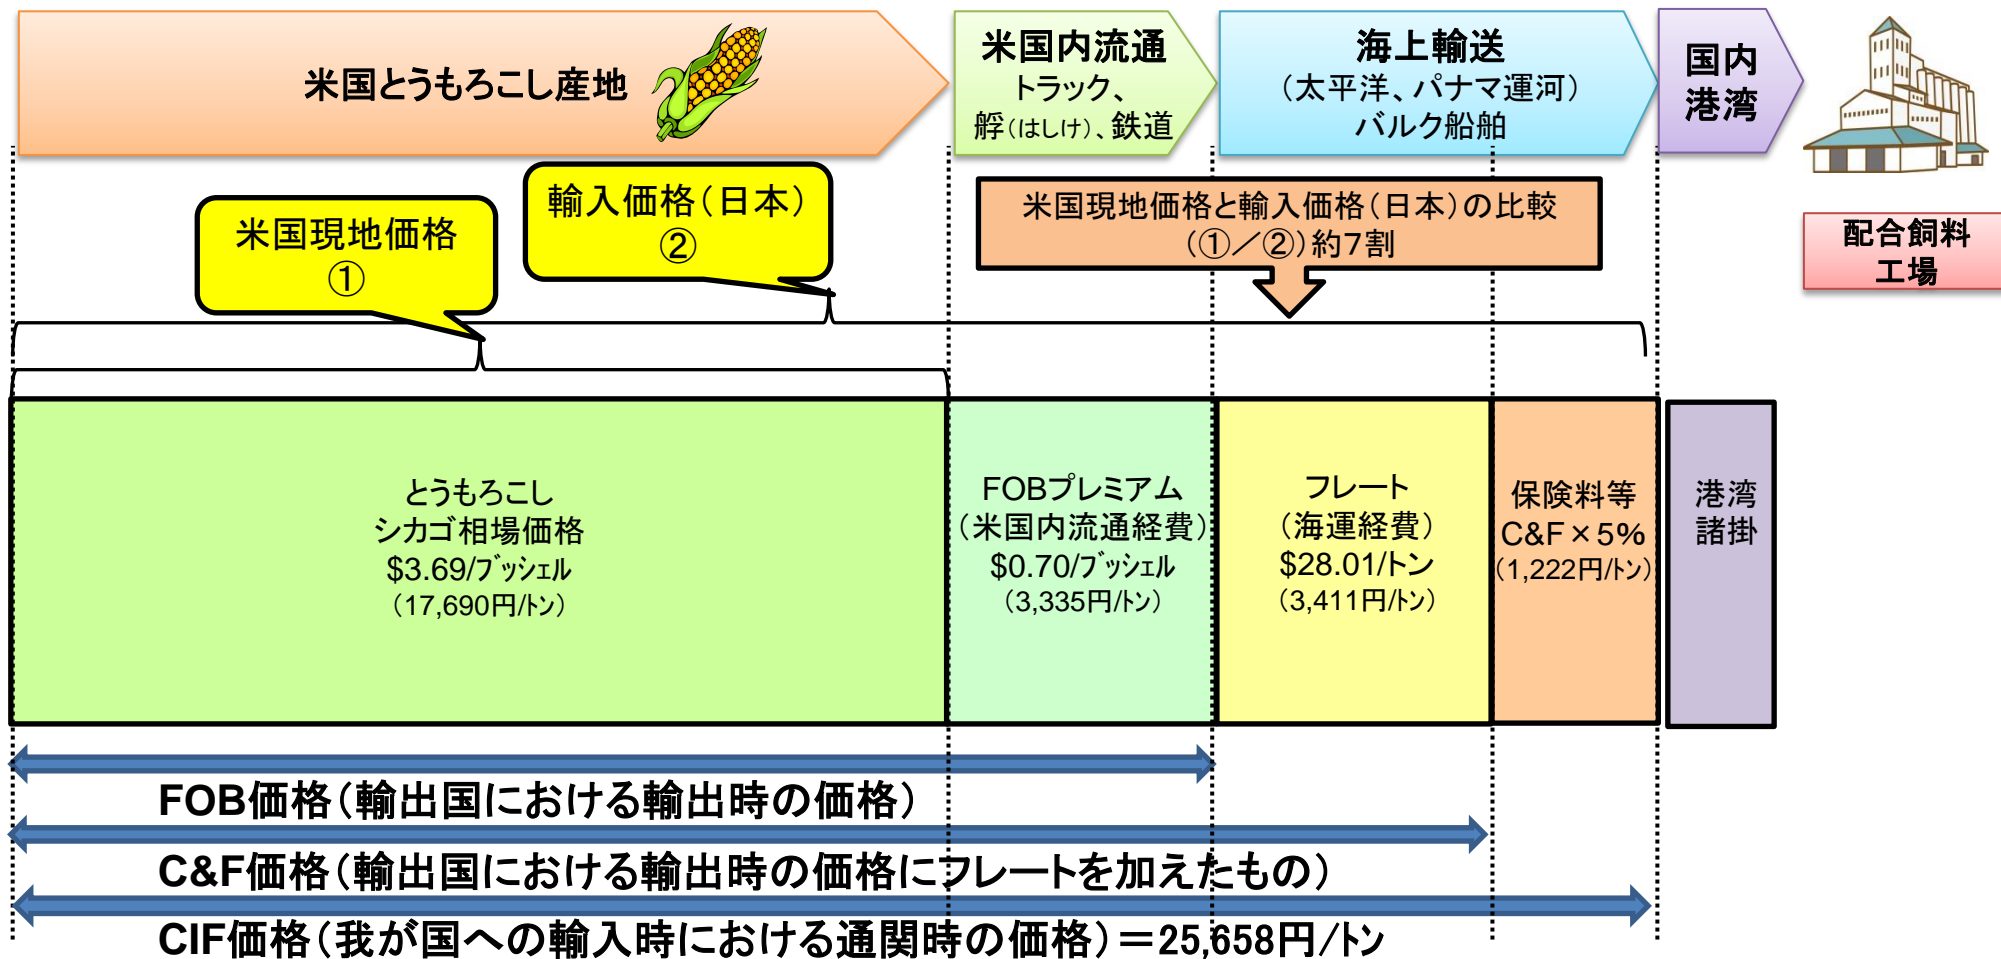 米国とうもろこし産地
米国内流通
トラック、
艀(はしけ)、鉄道
海上輸送
（太平洋、パナマ運河）
バルク船舶
国内
港湾
配合飼料
工場
米国現地価格
①
輸入価格（日本）
②
米国現地価格と輸入価格（日本）の比較
（①／②）約7割
とうもろこし
シカゴ相場価格
$3.69/ﾌﾞｯｼｪﾙ
（17,690円/ﾄﾝ）
FOBプレミアム
（米国内流通経費）
$0.70/ﾌﾞｯｼｪﾙ
（3,335円/ﾄﾝ）
フレート
（海運経費）
$28.01/トン
（3,411円/ﾄﾝ）
保険料等
C&F×5%
（1,222円/ﾄﾝ）
港湾
諸掛
FOB価格（輸出国における輸出時の価格）
C&F価格（輸出国における輸出時の価格にフレートを加えたもの）
CIF価格（我が国への輸入時における通関時の価格）＝25,658円/ﾄﾝ